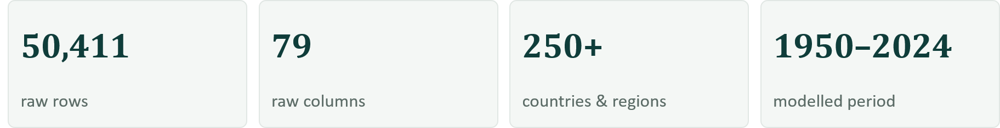 50,411
raw rows
79
raw columns
250+
countries & regions
1950–2024
modelled period